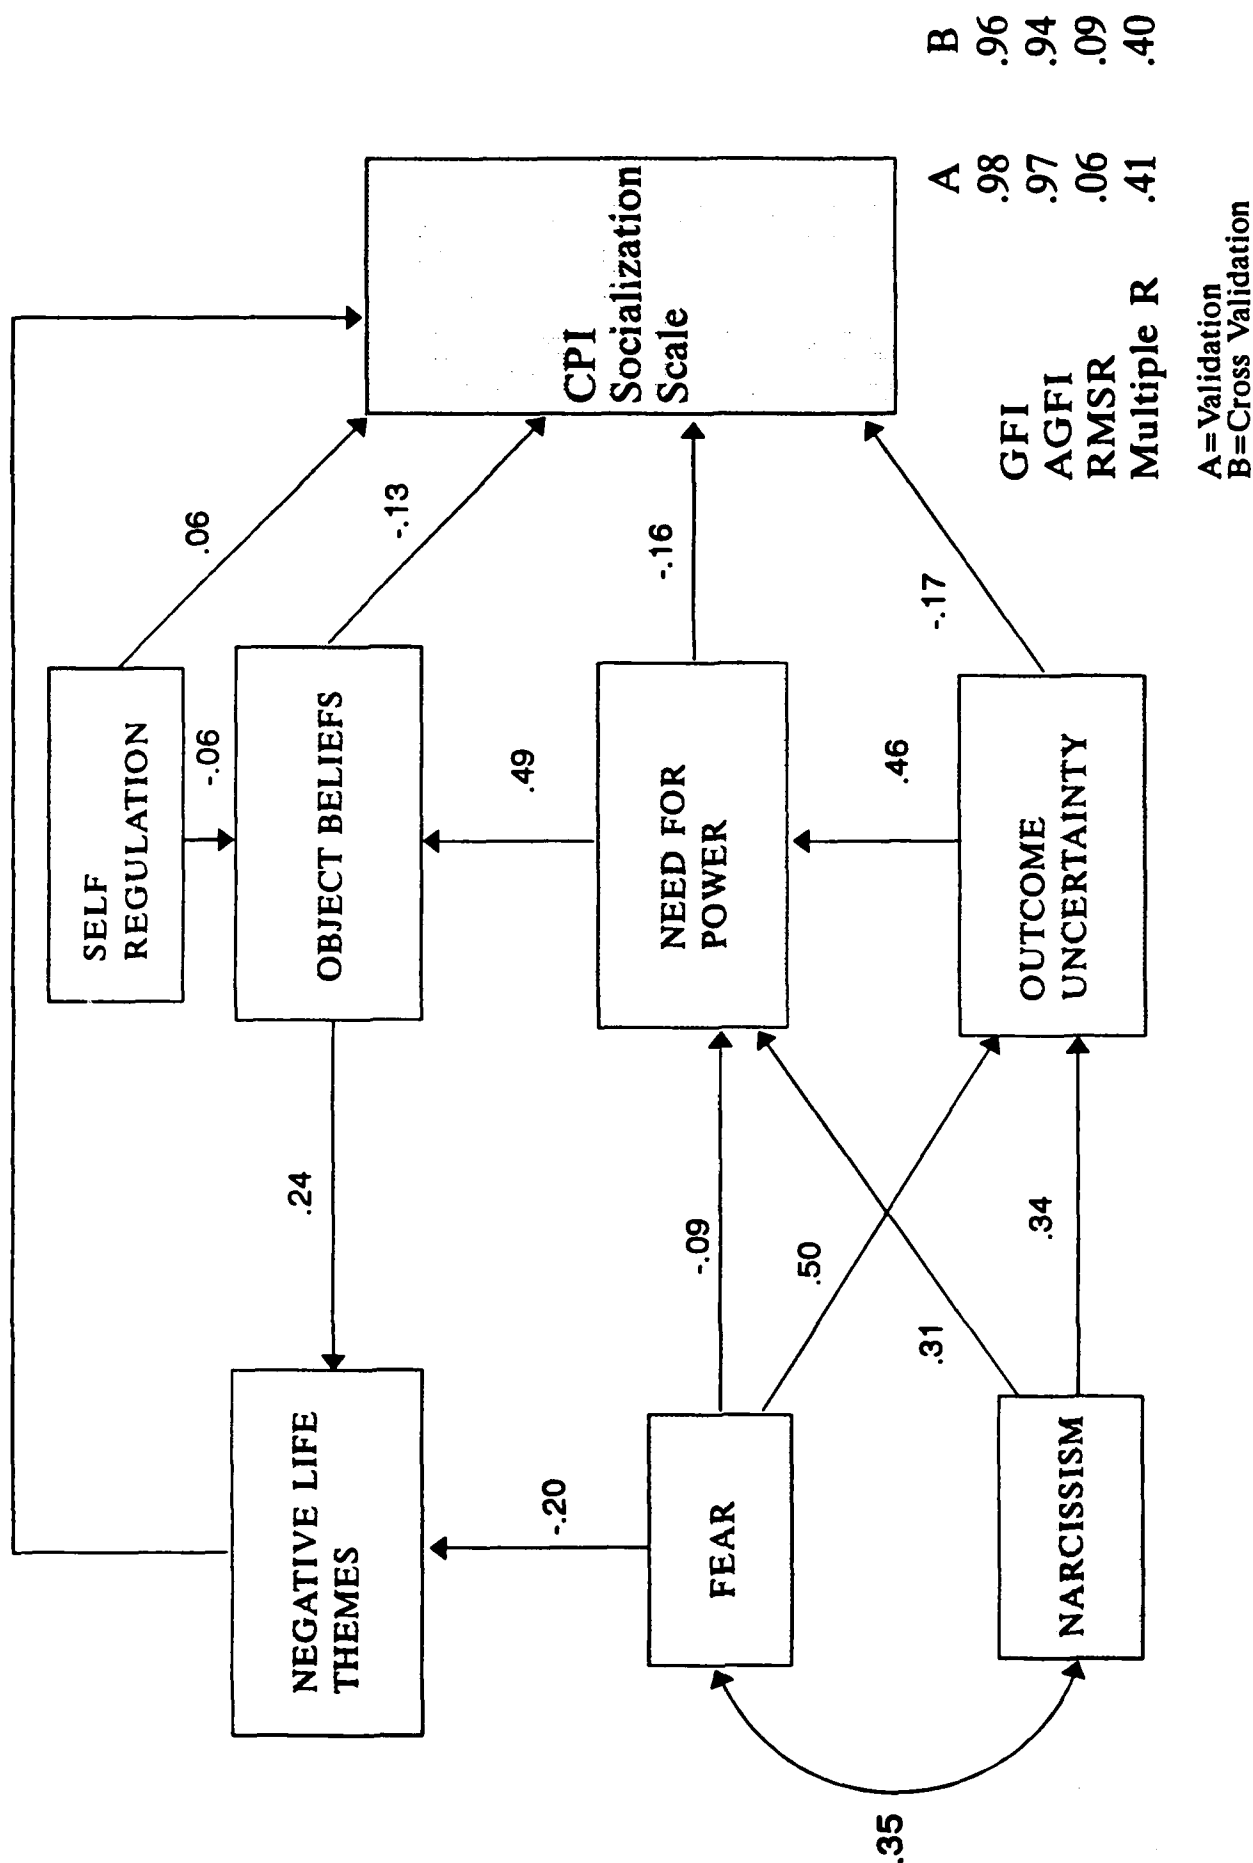 SELF
REGULATION
.06
-.06
NEGATIVE LIFE
THEMES
.24
OBJECT BELIEFS
-.13
-.20
.49
CPI
Socialization
Scale
FEAR
-.09
NEED FOR
POWER
-.16
.50
.35
.31
.46
-.17
NARCISSISM
.34
OUTCOME
UNCERTAINTY
A B
GFI .98 .96
AGFI .97 .94
RMSR .06 .09
Multiple R .41 .40
A=Validation
B=Cross Validation